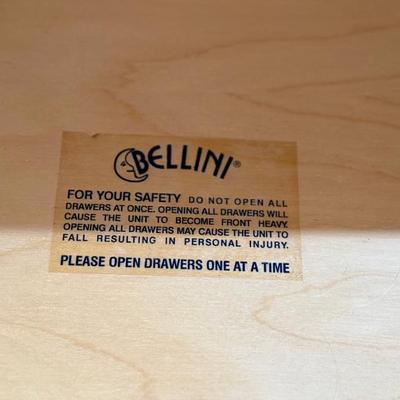 BELLINI®
FOR YOUR SAFETY DO NOT OPEN ALL
DRAWERS AT ONCE. OPENING ALL DRAWERS WILL
CAUSE THE UNIT TO BECOME FRONT HEAVY.
OPENING ALL DRAWERS MAY CAUSE THE UNIT TO
FALL RESULTING IN PERSONAL INJURY.
PLEASE OPEN DRAWERS ONE AT A TIME